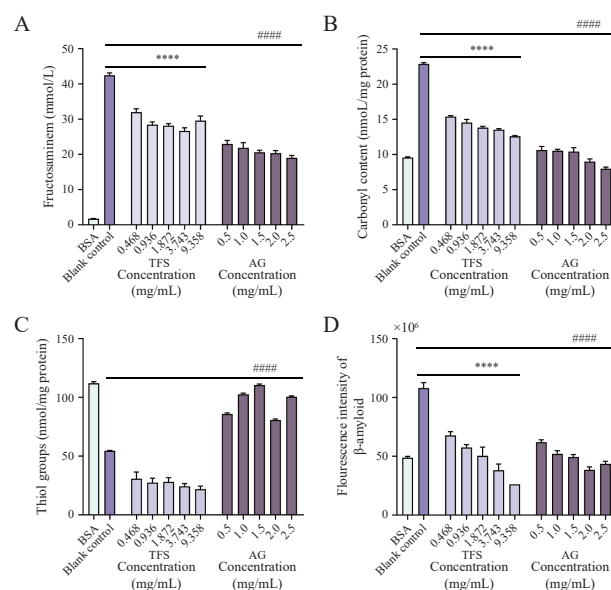 A
####
****
Fructosaminem (mmol/L)
50
40
30
20
10
0
BSA
Blank control
0.468
0.936
1.872
3.743
9.358
0.5
1.0
1.5
2.0
2.5
TFS
AG
Concentration
Concentration
(mg/mL)
(mg/mL)
B
####
****
Carbonyl content (nmoL/mg protein)
25
20
15
10
5
0
BSA
Blank control
0.468
0.936
1.872
3.743
9.358
0.5
1.0
1.5
2.0
2.5
TFS
AG
Concentration
Concentration
(mg/mL)
(mg/mL)
C
####
Thiol groups (nmol/mg protein)
150
100
50
0
BSA
Blank control
0.468
0.936
1.872
3.743
9.358
0.5
1.0
1.5
2.0
2.5
TFS
AG
Concentration
Concentration
(mg/mL)
(mg/mL)
D
×10⁶
####
****
Flourescence intensity of
β-amyloid
150
100
50
0
BSA
Blank control
0.468
0.936
1.872
3.743
9.358
0.5
1.0
1.5
2.0
2.5
TFS
AG
Concentration
Concentration
(mg/mL)
(mg/mL)